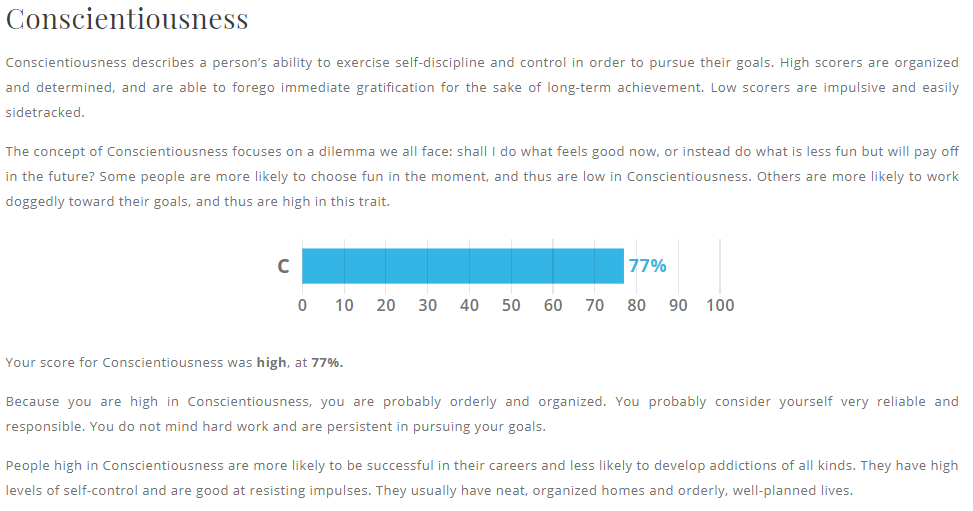 Conscientiousness
Conscientiousness describes a person’s ability to exercise self-discipline and control in order to pursue their goals. High scorers are organized
and determined, and are able to forego immediate gratification for the sake of long-term achievement. Low scorers are impulsive and easily
sidetracked.
The concept of Conscientiousness focuses on a dilemma we all face: shall I do what feels good now, or instead do what is less fun but will pay off
in the future? Some people are more likely to choose fun in the moment, and thus are low in Conscientiousness. Others are more likely to work
doggedly toward their goals, and thus are high in this trait.
C 77%
0 10 20 30 40 50 60 70 80 90 100
Your score for Conscientiousness was high, at 77%.
Because you are high in Conscientiousness, you are probably orderly and organized. You probably consider yourself very reliable and
responsible. You do not mind hard work and are persistent in pursuing your goals.
People high in Conscientiousness are more likely to be successful in their careers and less likely to develop addictions of all kinds. They have high
levels of self-control and are good at resisting impulses. They usually have neat, organized homes and orderly, well-planned lives.